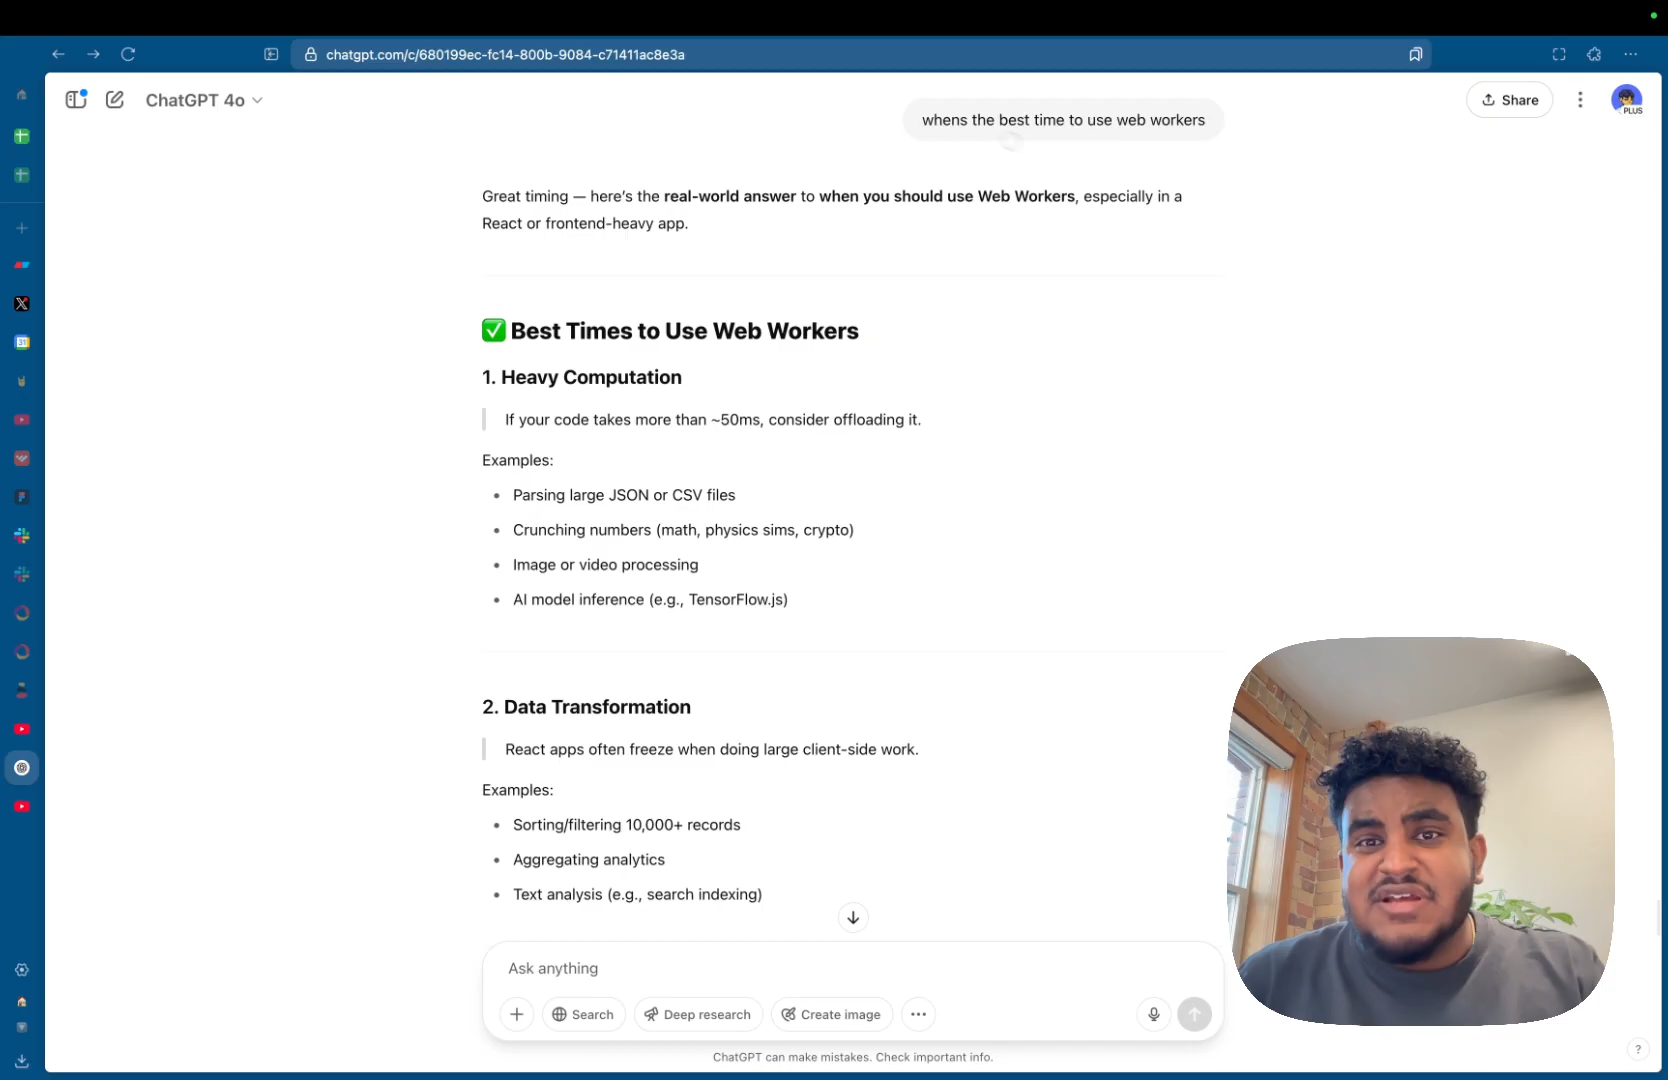 chatgpt.com/c/680199ec-fc14-800b-9084-c71411ac8e3a
ChatGPT 4o
whens the best time to use web workers
Share
PLUS
Great timing — here's the real-world answer to when you should use Web Workers, especially in a
React or frontend-heavy app.
✅ Best Times to Use Web Workers
1. Heavy Computation
If your code takes more than ~50ms, consider offloading it.
Examples:
• Parsing large JSON or CSV files
• Crunching numbers (math, physics sims, crypto)
• Image or video processing
• AI model inference (e.g., TensorFlow.js)
2. Data Transformation
React apps often freeze when doing large client-side work.
Examples:
• Sorting/filtering 10,000+ records
• Aggregating analytics
• Text analysis (e.g., search indexing)
Ask anything
Search
Deep research
Create image
ChatGPT can make mistakes. Check important info.
?
31